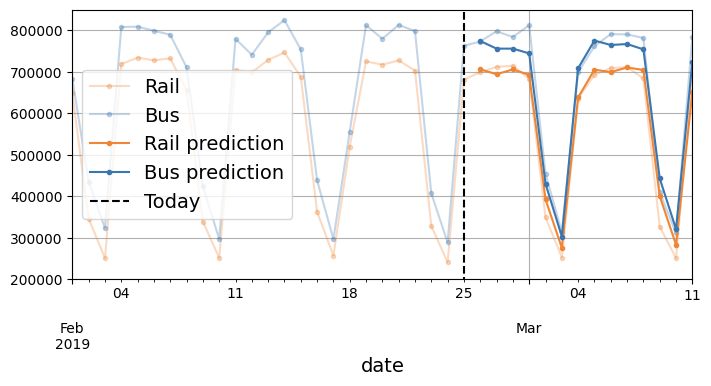 800000
700000
600000
500000
400000
300000
200000
Rail
Bus
Rail prediction
Bus prediction
Today
04
11
18
25
04
11
Feb
2019
Mar
date